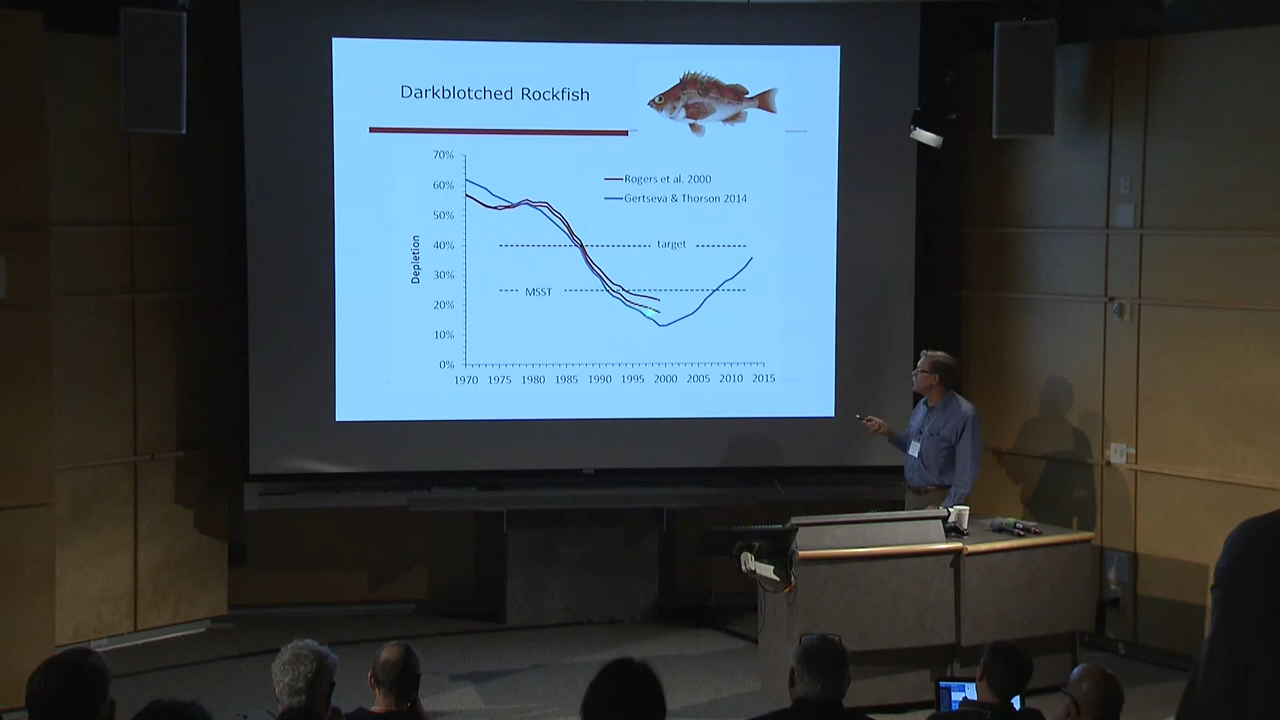 Darkblotched Rockfish
70%
60%
50%
40%
30%
20%
10%
0%
Depletion
Rogers et al. 2000
Gertseva & Thorson 2014
target
MSST
1970 1975 1980 1985 1990 1995 2000 2005 2010 2015